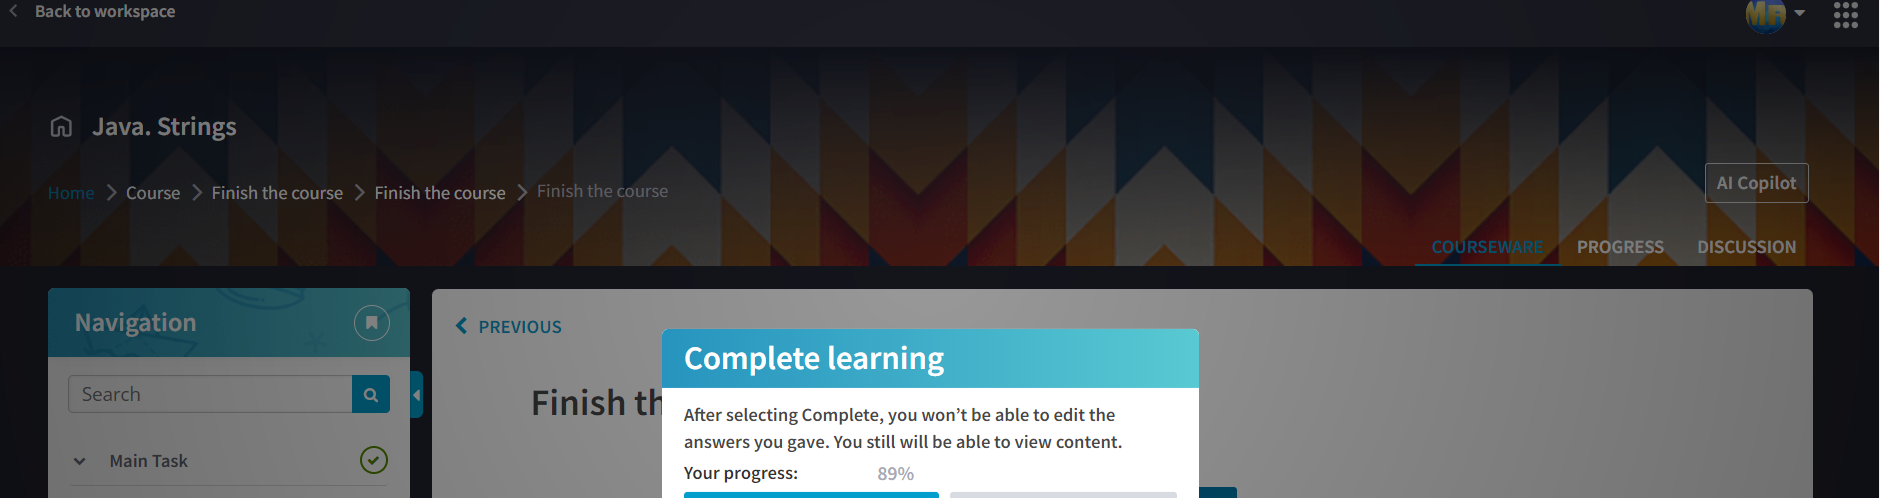 Back to workspace
MR
Java. Strings
Home
Course
Finish the course
Finish the course
Finish the course
AI Copilot
COURSEWARE
PROGRESS
DISCUSSION
Navigation
PREVIOUS
Search
Finish th
Main Task
Complete learning
After selecting Complete, you won’t be able to edit the
answers you gave. You still will be able to view content.
Your progress: 89%